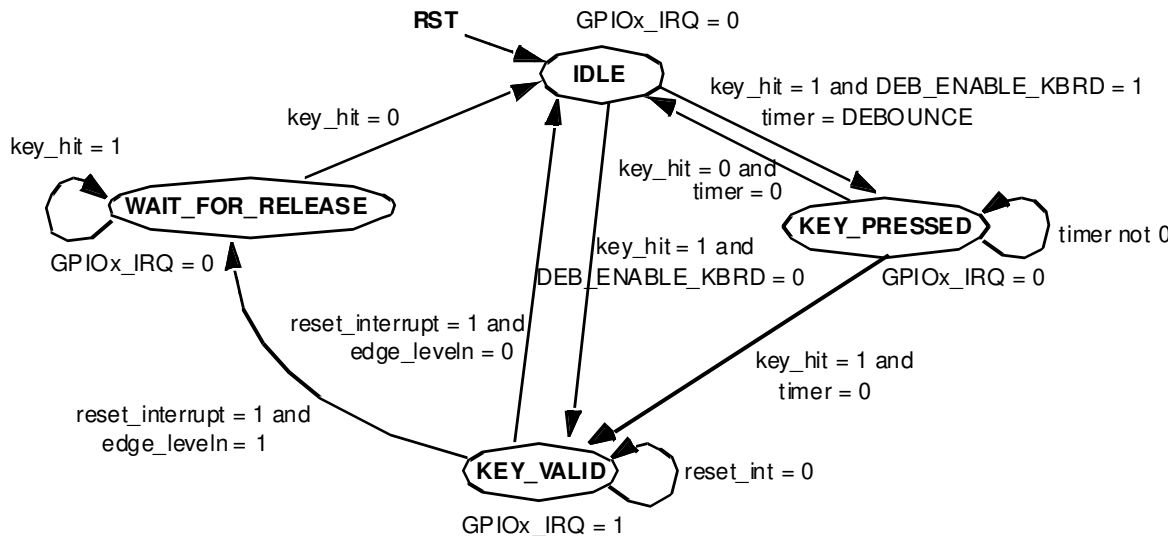 RST
GPIOx_IRQ = 0
IDLE
key_hit = 1 and DEB_ENABLE_KBRD = 1
timer = DEBOUNCE
key_hit = 0
key_hit = 1
key_hit = 0 and
timer = 0
WAIT_FOR_RELEASE
KEY_PRESSED
timer not 0
GPIOx_IRQ = 0
key_hit = 1 and
DEB_ENABLE_KBRD = 0
GPIOx_IRQ = 0
reset_interrupt = 1 and
edge_leveln = 0
key_hit = 1 and
timer = 0
reset_interrupt = 1 and
edge_leveln = 1
KEY_VALID
reset_int = 0
GPIOx_IRQ = 1